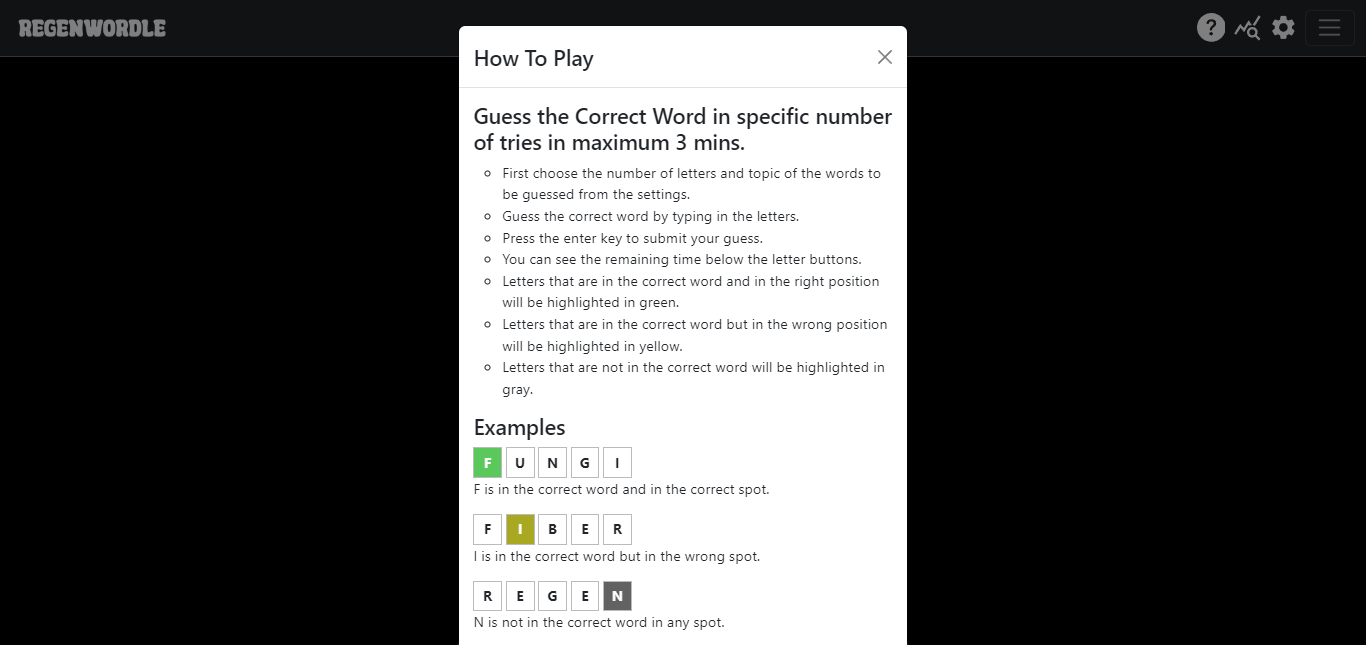 REGENWORDLE
?
How To Play
Guess the Correct Word in specific number
of tries in maximum 3 mins.
First choose the number of letters and topic of the words to
be guessed from the settings.
Guess the correct word by typing in the letters.
Press the enter key to submit your guess.
You can see the remaining time below the letter buttons.
Letters that are in the correct word and in the right position
will be highlighted in green.
Letters that are in the correct word but in the wrong position
will be highlighted in yellow.
Letters that are not in the correct word will be highlighted in
gray.
Examples
F U N G I
F is in the correct word and in the correct spot.
F I B E R
I is in the correct word but in the wrong spot.
R E G E N
N is not in the correct word in any spot.